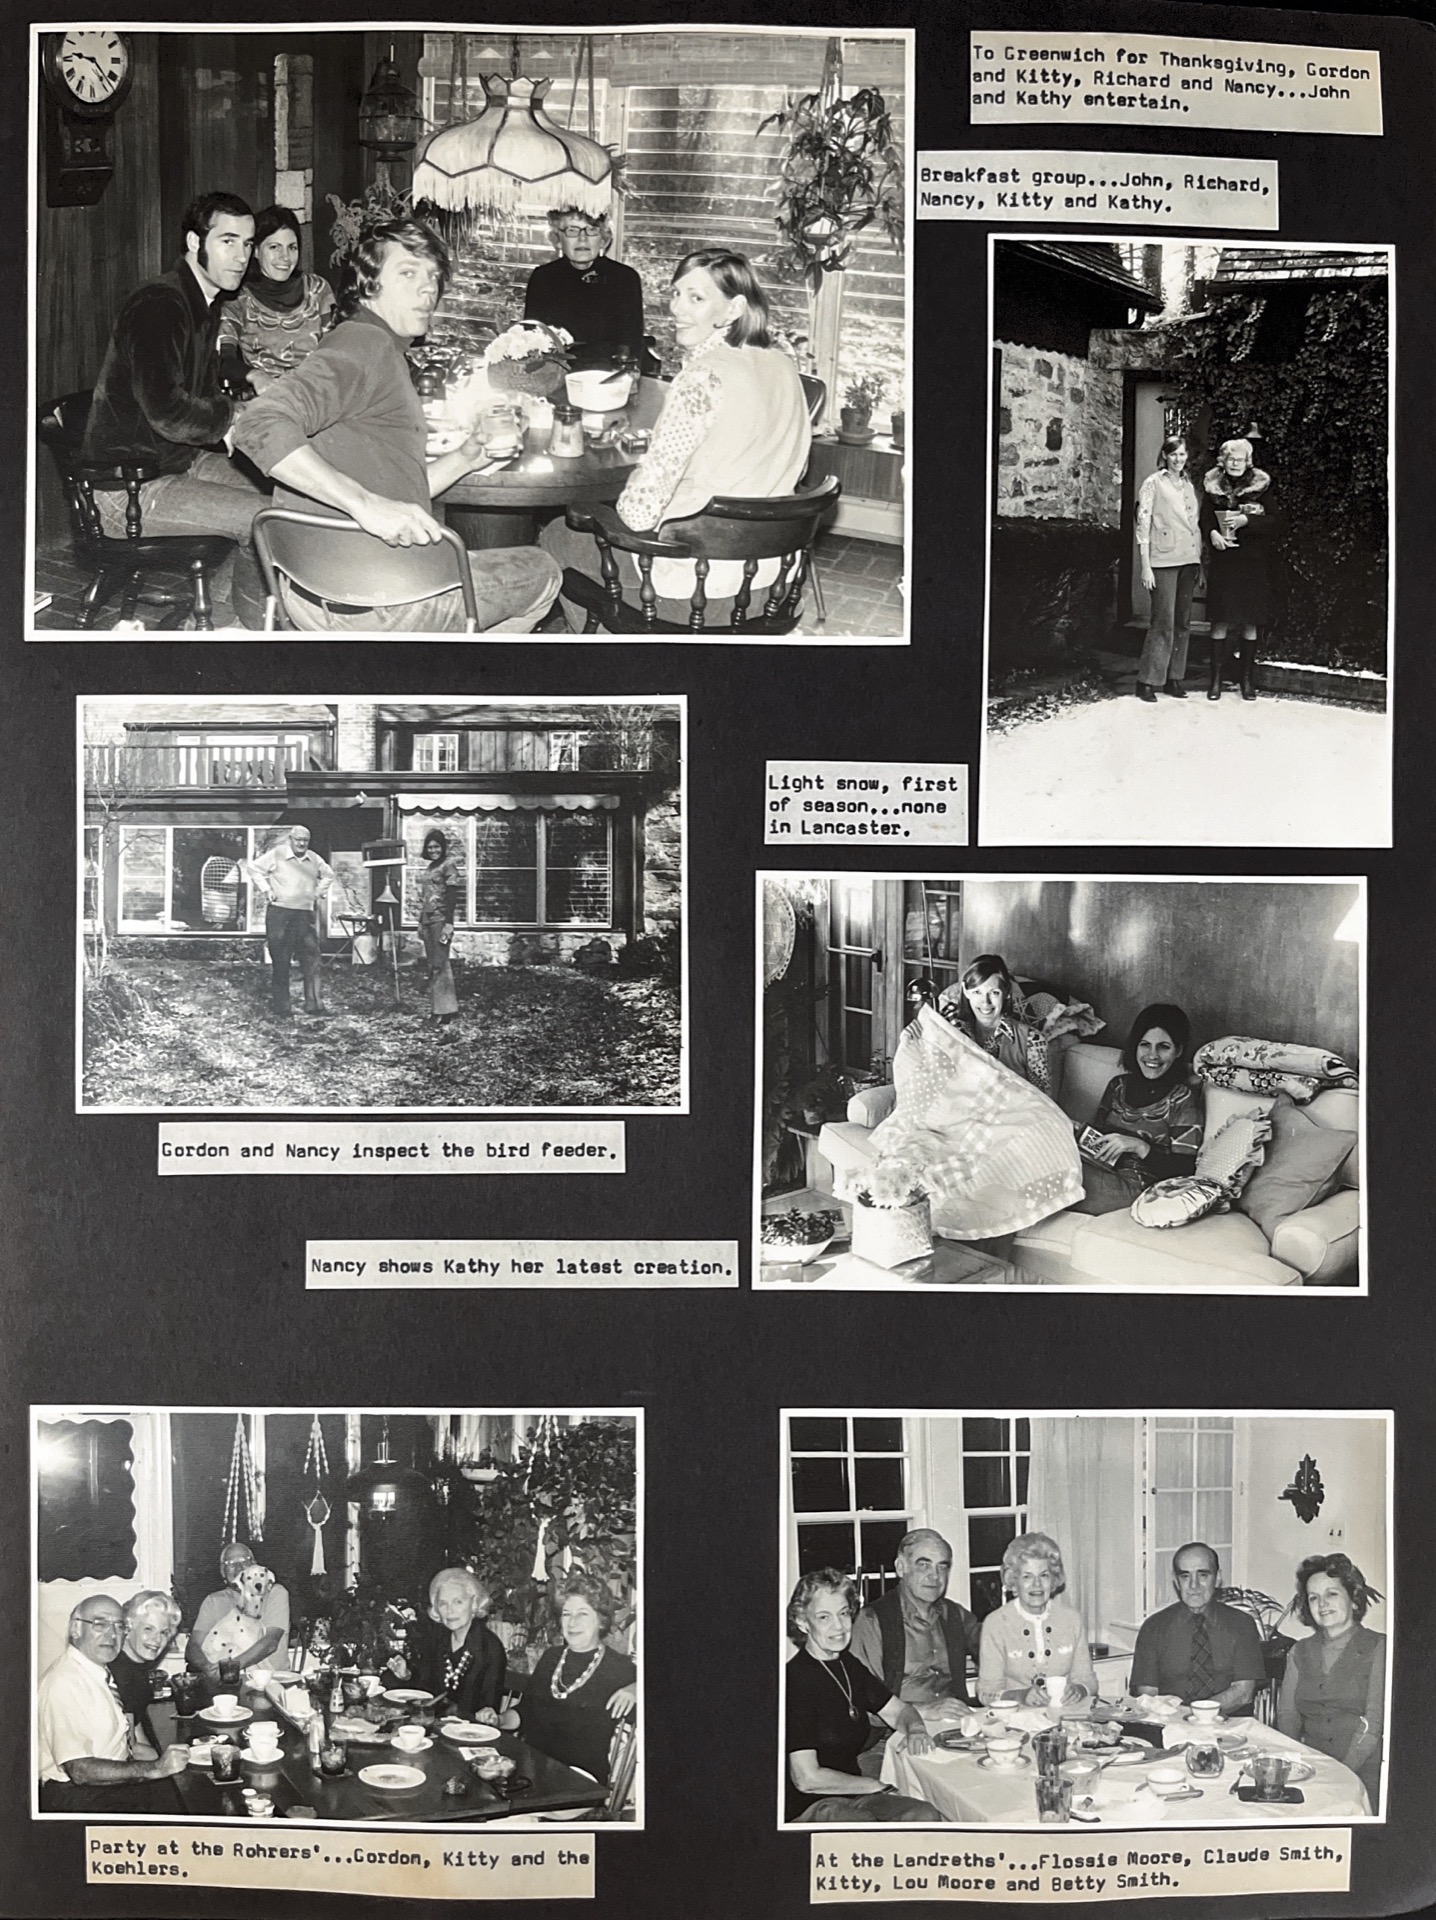 To Greenwich for Thanksgiving, Gordon
and Kitty, Richard and Nancy...John
and Kathy entertain.
Breakfast group...John, Richard,
Nancy, Kitty and Kathy.
Light snow, first
of season...none
in Lancaster.
Gordon and Nancy inspect the bird feeder.
Nancy shows Kathy her latest creation.
Party at the Rohrers'...Gordon, Kitty and the
Koehlers.
At the Landreths'...Flossie Moore, Claude Smith,
Kitty, Lou Moore and Betty Smith.